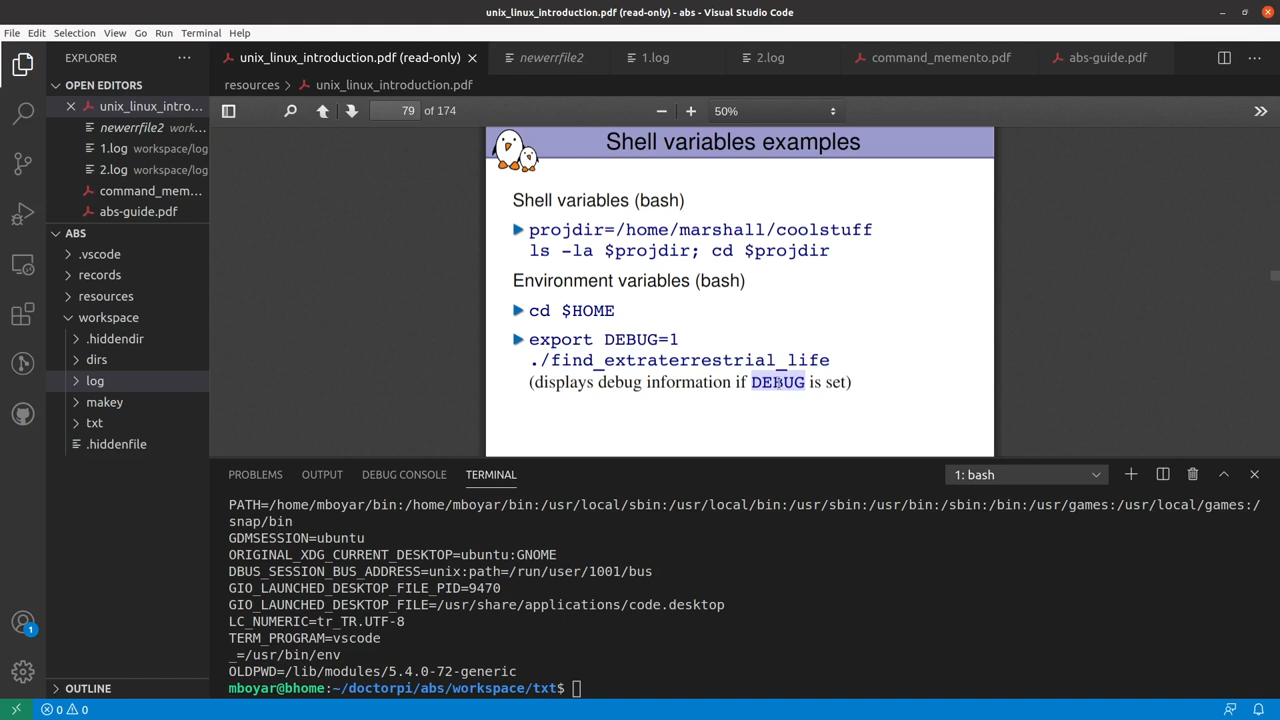 unix_linux_introduction.pdf (read-only) - abs - Visual Studio Code
File Edit Selection View Go Run Terminal Help
EXPLORER
unix_linux_introduction.pdf (read-only)
newerrfile2
1.log
2.log
command_memento.pdf
abs-guide.pdf
OPEN EDITORS
unix_linux_intro...
newerrfile2 work...
1.log workspace/log
2.log workspace/log
command_mem...
abs-guide.pdf
ABS
.vscode
records
resources
workspace
.hiddendir
dirs
log
makey
txt
.hiddenfile
OUTLINE
resources > unix_linux_introduction.pdf
79 of 174
50%
Shell variables examples
Shell variables (bash)
projdir=/home/marshall/coolstuff
ls -la $projdir; cd $projdir
Environment variables (bash)
cd $HOME
export DEBUG=1
./find_extraterrestrial_life
(displays debug information if DEBUG is set)
PROBLEMS OUTPUT DEBUG CONSOLE TERMINAL
1: bash
PATH=/home/mboyar/bin:/home/mboyar/bin:/usr/local/sbin:/usr/local/bin:/usr/sbin:/usr/bin:/sbin:/bin:/usr/games:/usr/local/games:/
snap/bin
GDMSESSION=ubuntu
ORIGINAL_XDG_CURRENT_DESKTOP=ubuntu:GNOME
DBUS_SESSION_BUS_ADDRESS=unix:path=/run/user/1001/bus
GIO_LAUNCHED_DESKTOP_FILE_PID=9470
GIO_LAUNCHED_DESKTOP_FILE=/usr/share/applications/code.desktop
LC_NUMERIC=tr_TR.UTF-8
TERM_PROGRAM=vscode
_=/usr/bin/env
OLDPWD=/lib/modules/5.4.0-72-generic
mboyar@bhome:~/doctorpi/abs/workspace/txt$
1
0 0